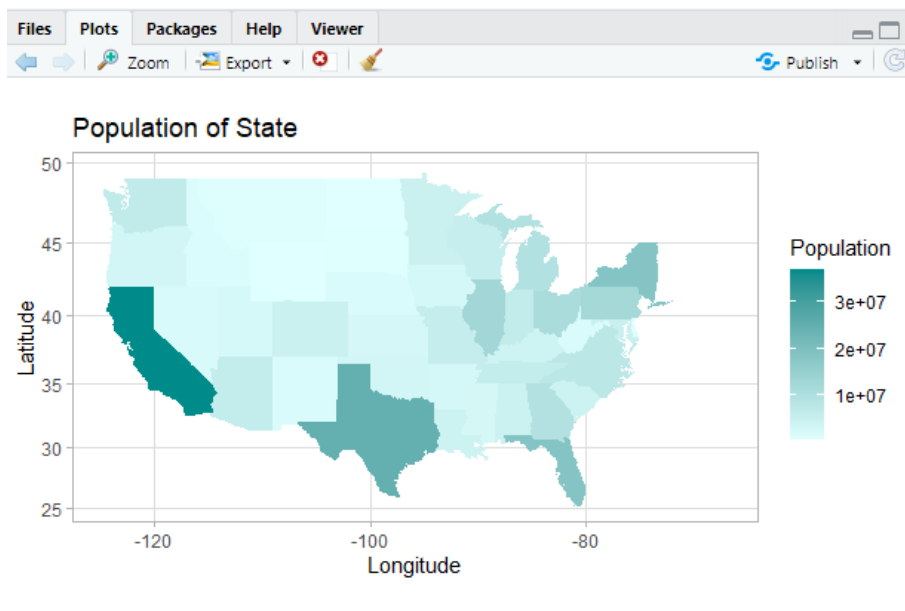 Files Plots Packages Help Viewer
Zoom Export Publish
Population of State
50
45
40
35
30
25
Latitude
-120 -100 -80
Longitude
Population
3e+07
2e+07
1e+07